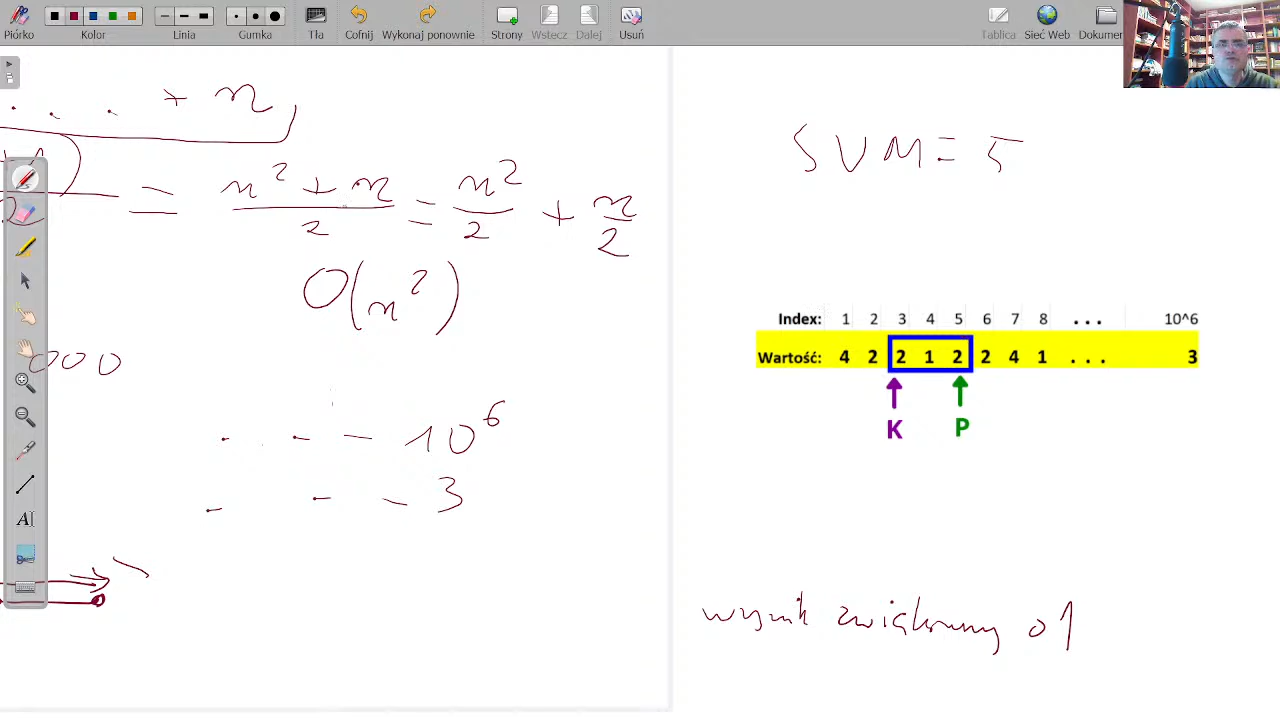 Piórko Kolor Linia Gumka Tła Cofnij Wykonaj ponownie Strony Wstecz Dalej Usuń Tablica Sieć Web Dokumen
. . . + n
= n² + n / 2 = n² / 2 + n / 2
O(n²)
000
. . - 10⁶
. - - 3
SUM = 5
Index: 1 2 3 4 5 6 7 8 ... 10^6
Wartość: 4 2 2 1 2 2 4 1 ... 3
K P
wynik zwiększony o 1